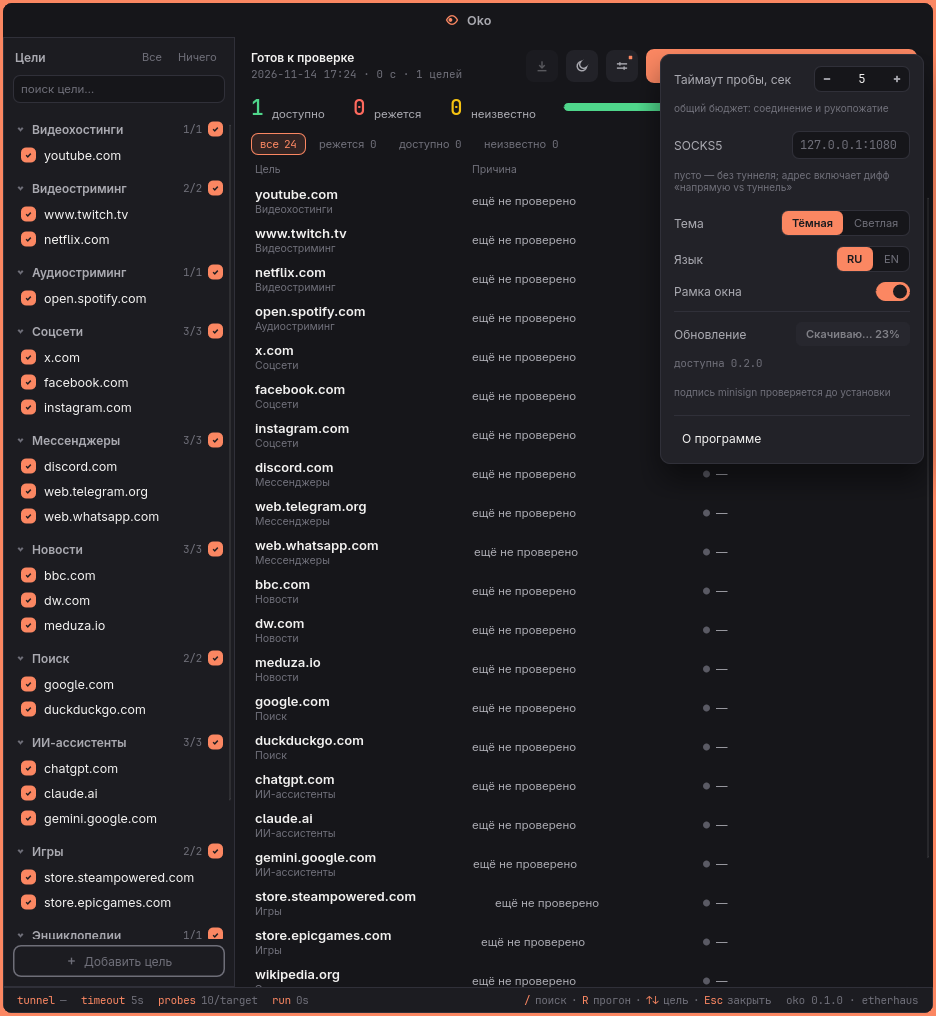 Oko
Цели
Все
Ничего
поиск цели...
Видеохостинги 1/1
youtube.com
Видеостриминг 2/2
www.twitch.tv
netflix.com
Аудиостриминг 1/1
open.spotify.com
Соцсети 3/3
x.com
facebook.com
instagram.com
Мессенджеры 3/3
discord.com
web.telegram.org
web.whatsapp.com
Новости 3/3
bbc.com
dw.com
meduza.io
Поиск 2/2
google.com
duckduckgo.com
ИИ-ассистенты 3/3
chatgpt.com
claude.ai
gemini.google.com
Игры 2/2
store.steampowered.com
store.epicgames.com
Энциклопедии 1/1
+ Добавить цель
Готов к проверке
2026-11-14 17:24 · 0 с · 1 целей
1 доступно 0 режется 0 неизвестно
все 24 режется 0 доступно 0 неизвестно 0
Цель Причина
youtube.com ещё не проверено
Видеохостинги
www.twitch.tv ещё не проверено
Видеостриминг
netflix.com ещё не проверено
Видеостриминг
open.spotify.com ещё не проверено
Аудиостриминг
x.com ещё не проверено
Соцсети
facebook.com ещё не проверено
Соцсети
instagram.com ещё не проверено
Соцсети
discord.com ещё не проверено —
Мессенджеры
web.telegram.org ещё не проверено —
Мессенджеры
web.whatsapp.com ещё не проверено —
Мессенджеры
bbc.com ещё не проверено —
Новости
dw.com ещё не проверено —
Новости
meduza.io ещё не проверено —
Новости
google.com ещё не проверено —
Поиск
duckduckgo.com ещё не проверено —
Поиск
chatgpt.com ещё не проверено —
ИИ-ассистенты
claude.ai ещё не проверено —
ИИ-ассистенты
gemini.google.com ещё не проверено —
ИИ-ассистенты
store.steampowered.com ещё не проверено —
Игры
store.epicgames.com ещё не проверено —
Игры
wikipedia.org ещё не проверено —
Таймаут пробы, сек − 5 +
общий бюджет: соединение и рукопожатие
SOCKS5 127.0.0.1:1080
пусто — без туннеля; адрес включает дифф
«напрямую vs туннель»
Тема Тёмная Светлая
Язык RU EN
Рамка окна
Обновление Скачиваю... 23%
доступна 0.2.0
подпись minisign проверяется до установки
О программе
tunnel — timeout 5s probes 10/target run 0s
/ поиск · R прогон · ↑↓ цель · Esc закрыть oko 0.1.0 · etherhaus